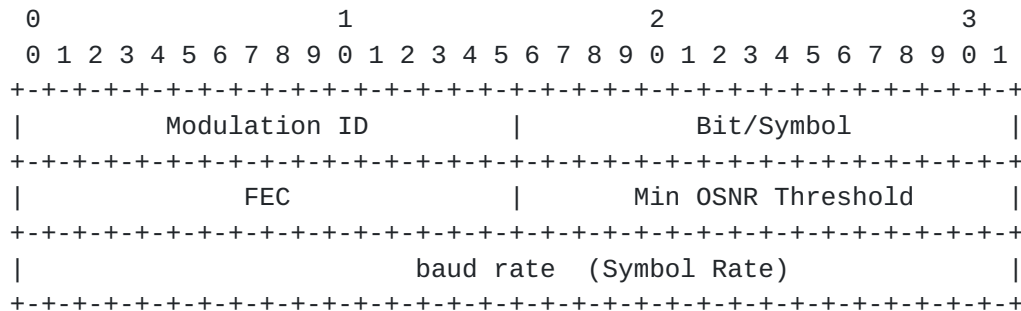 0                   1                   2                   3
 0 1 2 3 4 5 6 7 8 9 0 1 2 3 4 5 6 7 8 9 0 1 2 3 4 5 6 7 8 9 0 1
+-+-+-+-+-+-+-+-+-+-+-+-+-+-+-+-+-+-+-+-+-+-+-+-+-+-+-+-+-+-+-+-+
|         Modulation ID         |           Bit/Symbol          |
+-+-+-+-+-+-+-+-+-+-+-+-+-+-+-+-+-+-+-+-+-+-+-+-+-+-+-+-+-+-+-+-+
|              FEC              |       Min OSNR Threshold      |
+-+-+-+-+-+-+-+-+-+-+-+-+-+-+-+-+-+-+-+-+-+-+-+-+-+-+-+-+-+-+-+-+
|                         baud rate  (Symbol Rate)              |
+-+-+-+-+-+-+-+-+-+-+-+-+-+-+-+-+-+-+-+-+-+-+-+-+-+-+-+-+-+-+-+-+